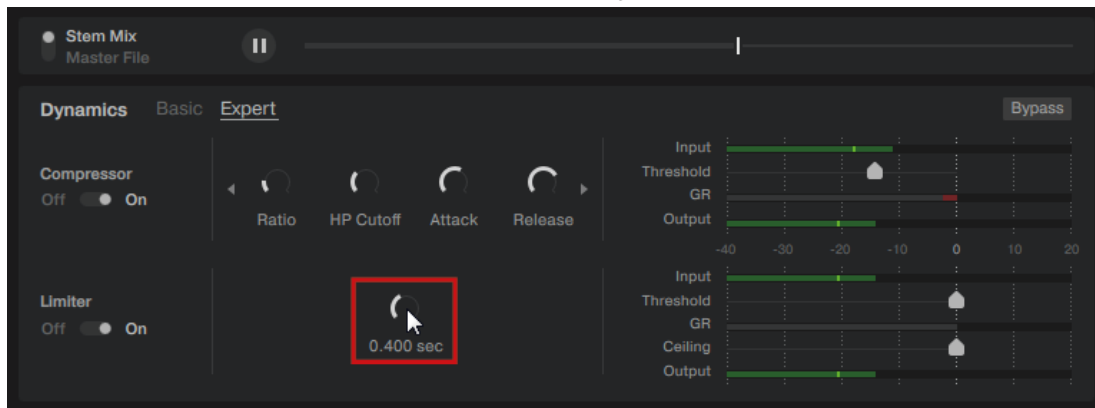 Stem Mix
Master File
Dynamics Basic Expert Bypass
Compressor
Off On
Ratio HP Cutoff Attack Release
Input
Threshold
GR
Output
-40 -30 -20 -10 0 10 20
Limiter
Off On
0.400 sec
Input
Threshold
GR
Ceiling
Output